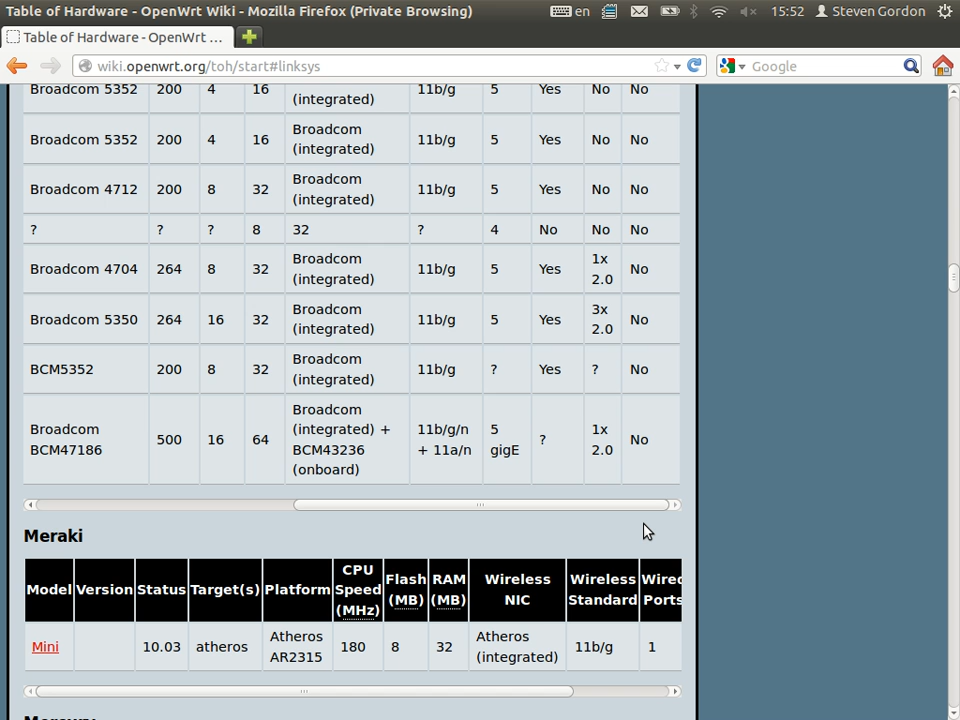 Table of Hardware - OpenWrt Wiki - Mozilla Firefox (Private Browsing)
en
15:52
Steven Gordon
Table of Hardware - OpenWrt ...
wiki.openwrt.org/toh/start#linksys
Google
Broadcom 5352 200 4 16 (integrated) 11b/g 5 Yes No No
Broadcom 5352 200 4 16 Broadcom (integrated) 11b/g 5 Yes No No
Broadcom 4712 200 8 32 Broadcom (integrated) 11b/g 5 Yes No No
? ? ? 8 32 ? 4 No No No
Broadcom 4704 264 8 32 Broadcom (integrated) 11b/g 5 Yes 1x 2.0 No
Broadcom 5350 264 16 32 Broadcom (integrated) 11b/g 5 Yes 3x 2.0 No
BCM5352 200 8 32 Broadcom (integrated) 11b/g ? Yes ? No
Broadcom BCM47186 500 16 64 Broadcom (integrated) + BCM43236 (onboard) 11b/g/n + 11a/n 5 gigE ? 1x 2.0 No
Meraki
Model Version Status Target(s) Platform CPU Speed (MHz) Flash (MB) RAM (MB) Wireless NIC Wireless Standard Wired Ports
Mini 10.03 atheros Atheros AR2315 180 8 32 Atheros (integrated) 11b/g 1
Mercury